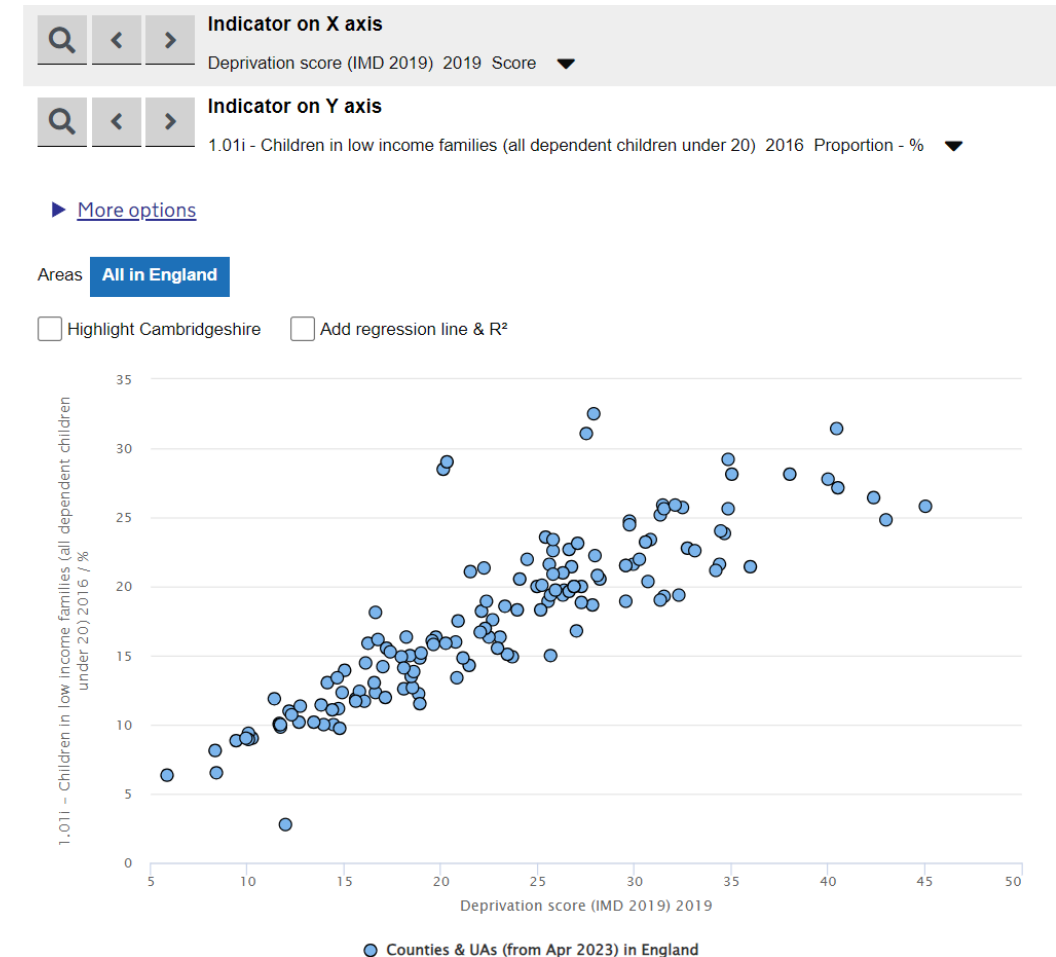 Indicator on X axis
Deprivation score (IMD 2019) 2019 Score
Indicator on Y axis
1.01i - Children in low income families (all dependent children under 20) 2016 Proportion - %
More options
Areas All in England
Highlight Cambridgeshire Add regression line & R²
1.01i – Children in low income families (all dependent children
under 20) 2016 / %
35
30
25
20
15
10
5
0
5 10 15 20 25 30 35 40 45 50
Deprivation score (IMD 2019) 2019
Counties & UAs (from Apr 2023) in England